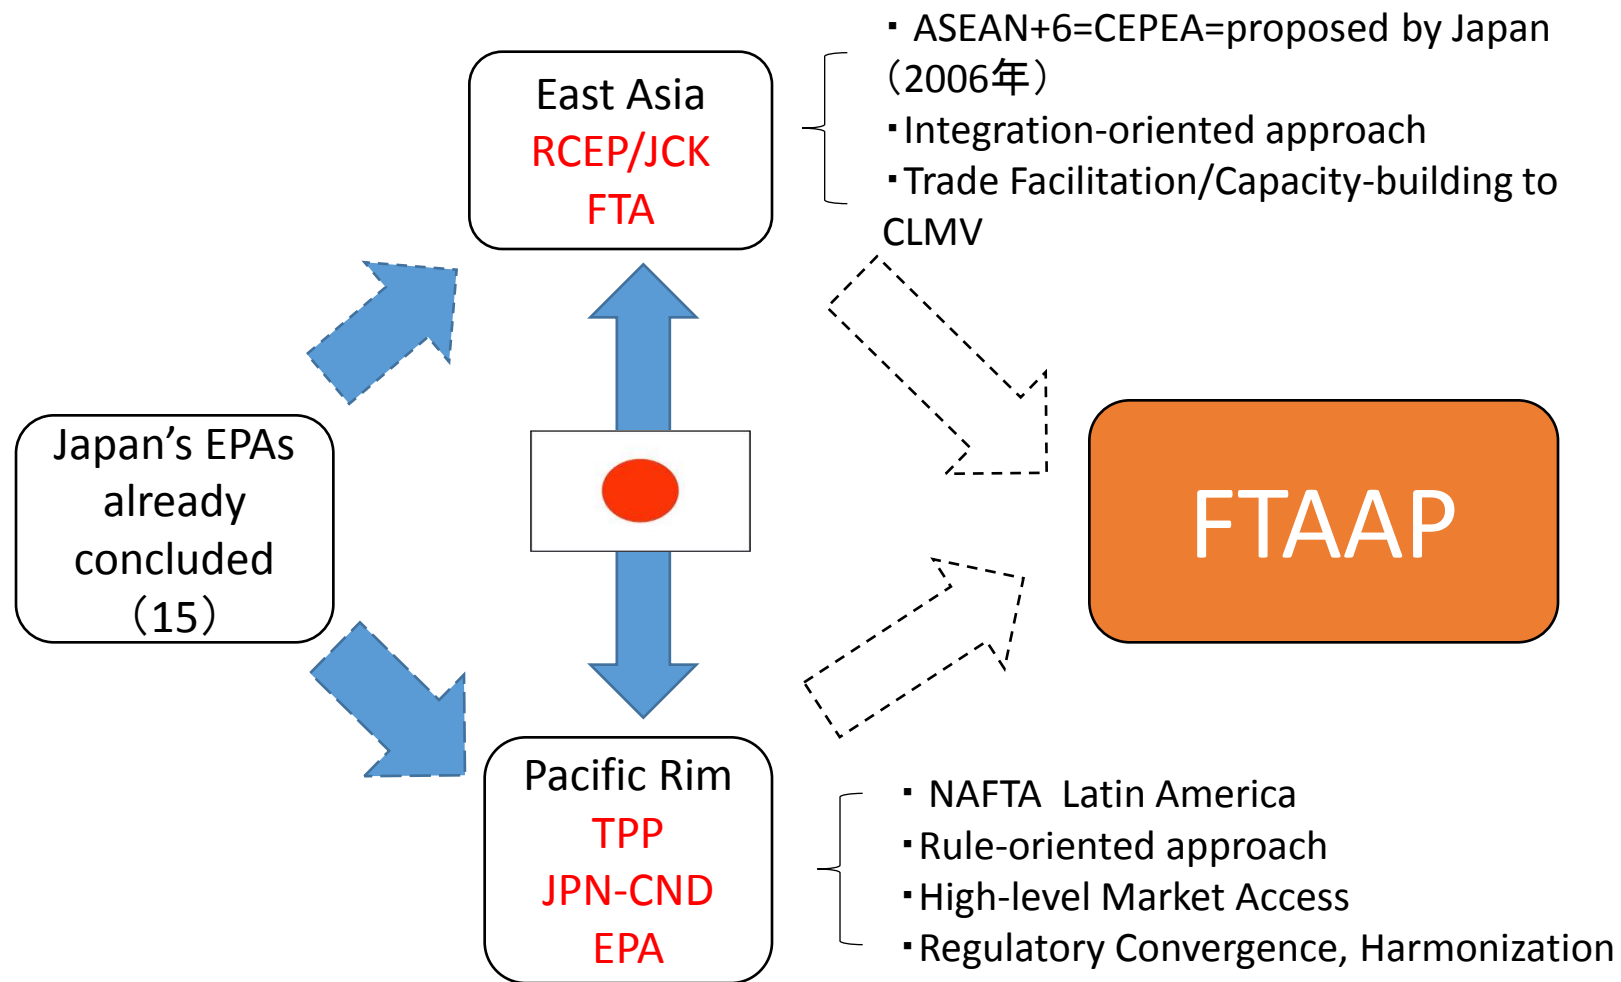 East Asia
RCEP/JCK
FTA
・ ASEAN+6=CEPEA=proposed by Japan
（2006年）
・Integration-oriented approach
・Trade Facilitation/Capacity-building to
CLMV
Japan’s EPAs
already
concluded
（15）
FTAAP
Pacific Rim
TPP
JPN-CND
EPA
・ NAFTA  Latin America
・Rule-oriented approach
・High-level Market Access
・Regulatory Convergence, Harmonization